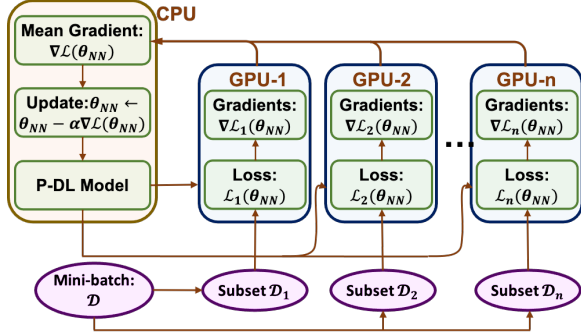 CPU
Mean Gradient:
∇ℒ(θ_NN)
Update:θ_NN ←
θ_NN − α∇ℒ(θ_NN)
P-DL Model
GPU-1
Gradients:
∇ℒ_1(θ_NN)
Loss:
ℒ_1(θ_NN)
GPU-2
Gradients:
∇ℒ_2(θ_NN)
Loss:
ℒ_2(θ_NN)
...
GPU-n
Gradients:
∇ℒ_n(θ_NN)
Loss:
ℒ_n(θ_NN)
Mini-batch:
𝒟
Subset 𝒟_1
Subset 𝒟_2
Subset 𝒟_n